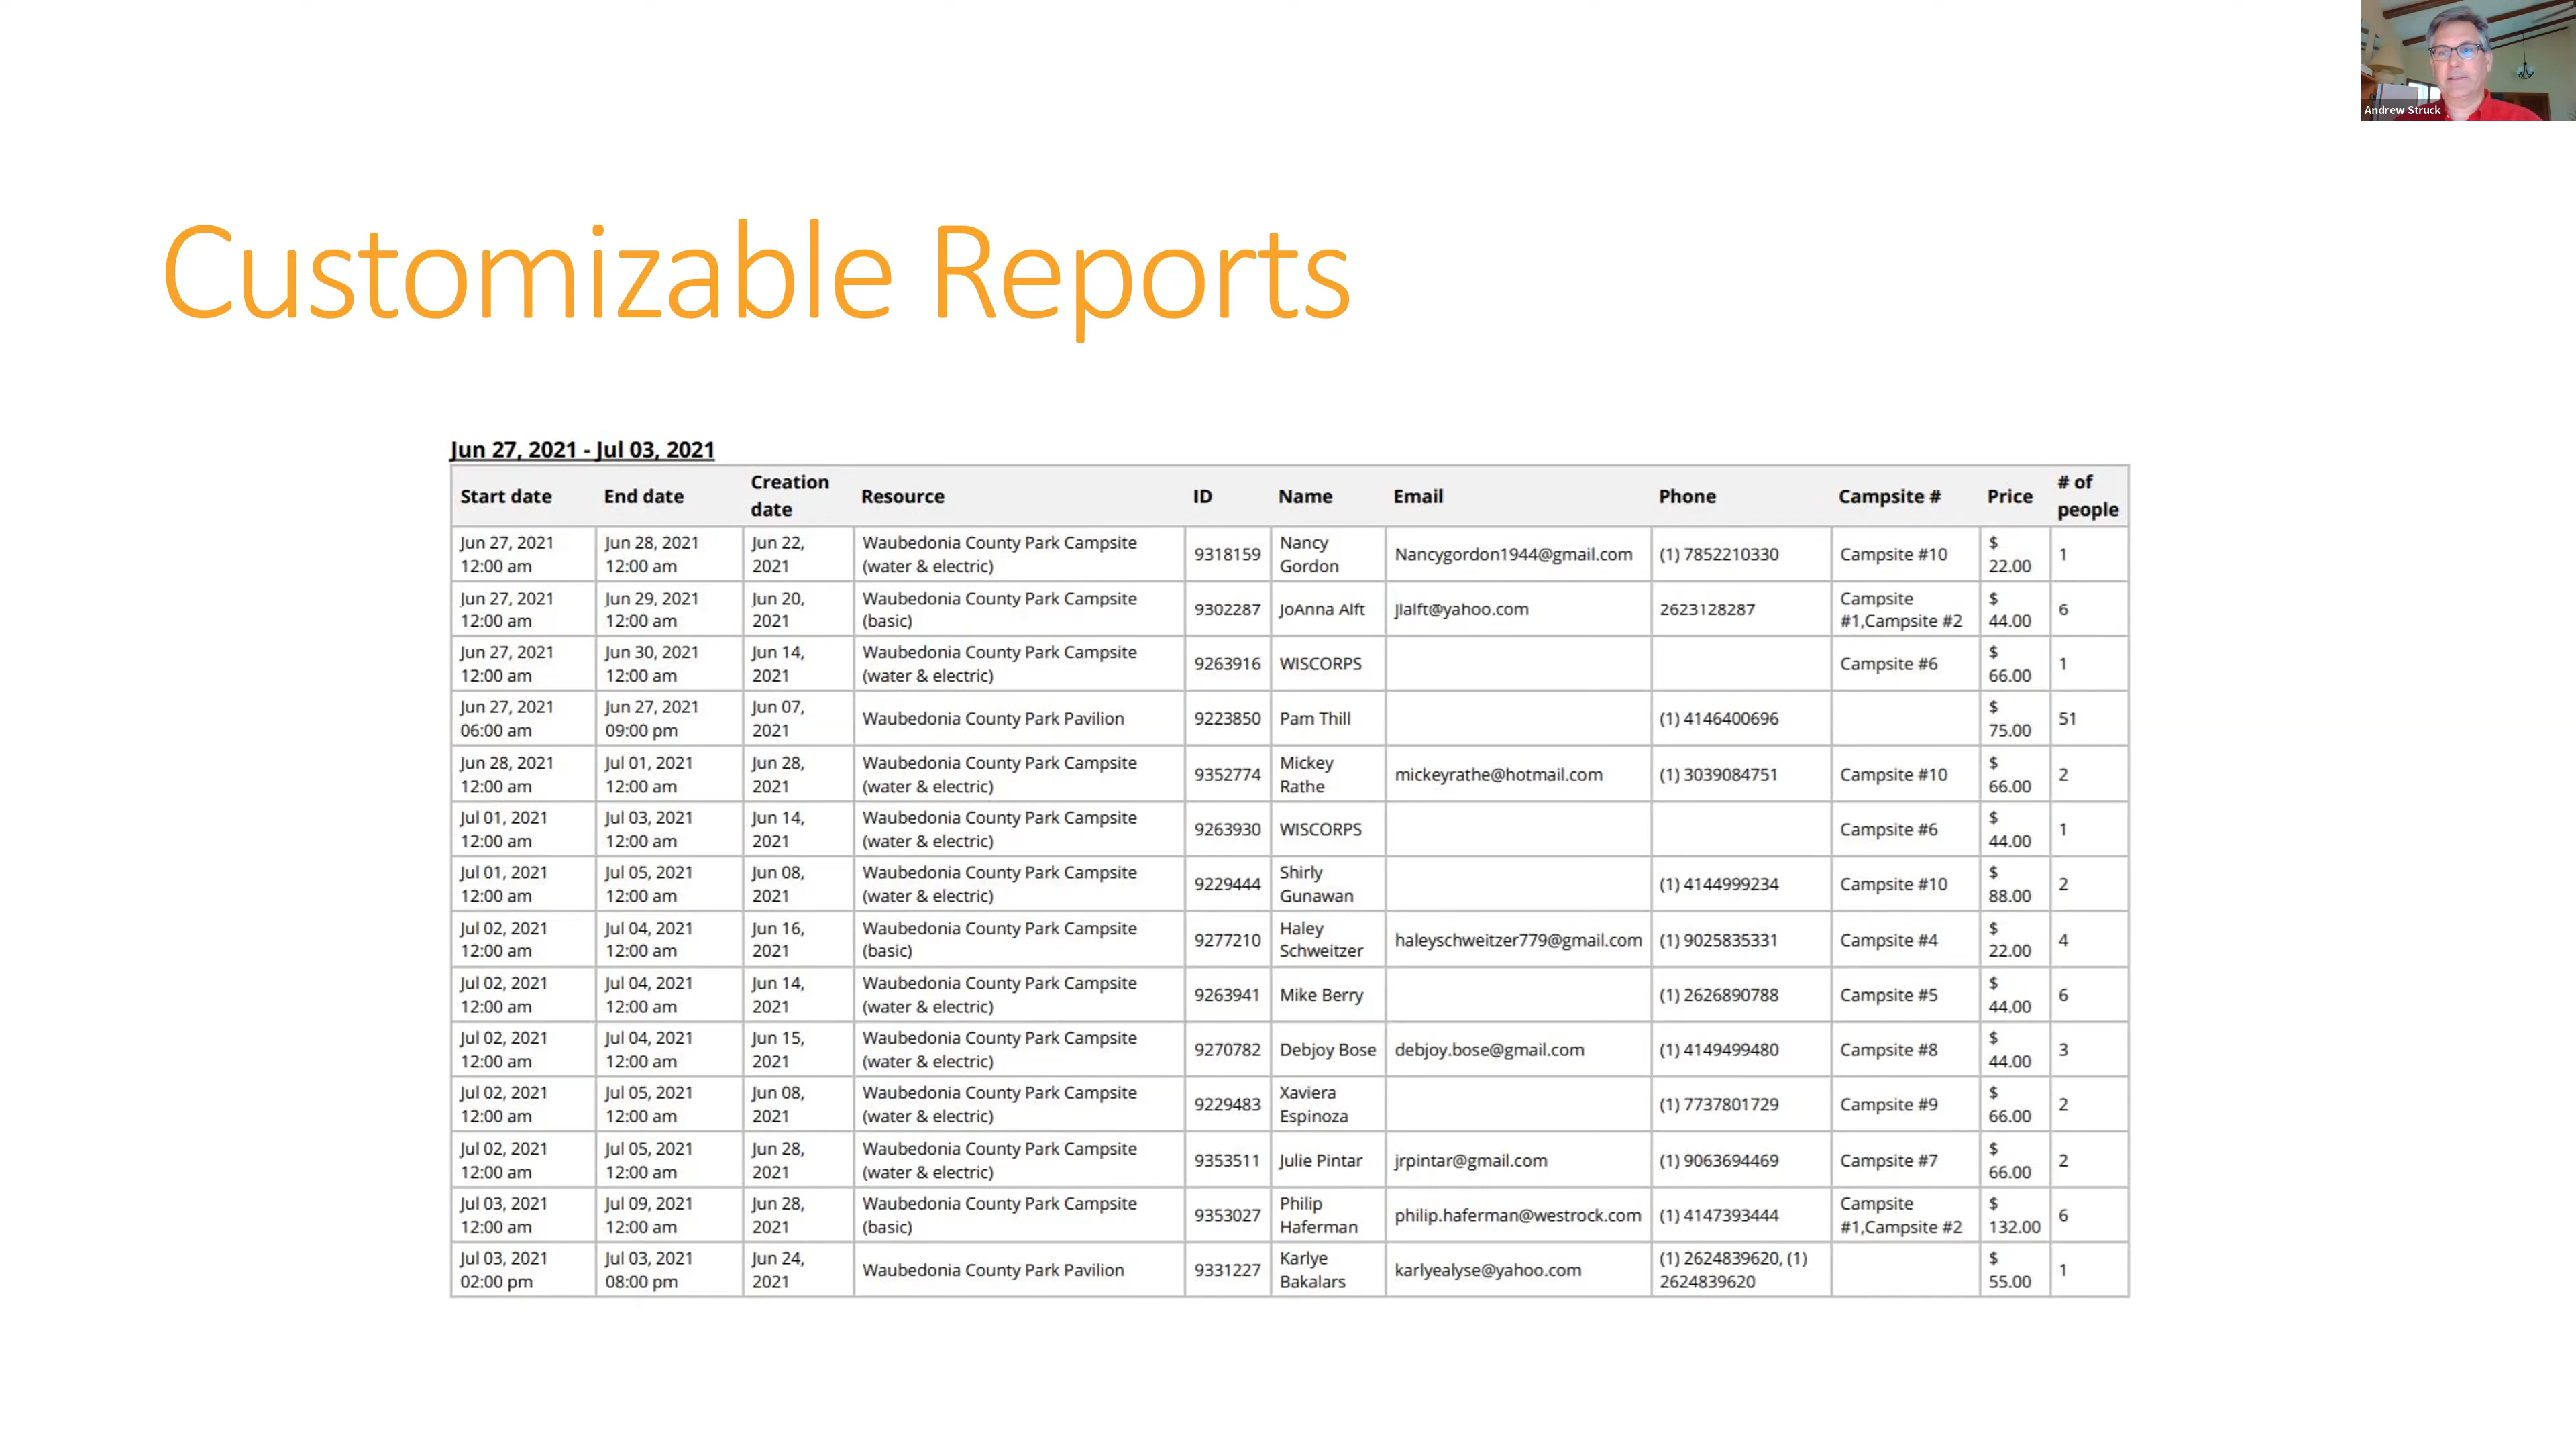 Andrew Struck
Customizable Reports
Jun 27, 2021 - Jul 03, 2021
Start date End date Creation date Resource ID Name Email Phone Campsite # Price # of people
Jun 27, 2021 12:00 am Jun 28, 2021 12:00 am Jun 22, 2021 Waubedonia County Park Campsite (water & electric) 9318159 Nancy Gordon Nancygordon1944@gmail.com (1) 7852210330 Campsite #10 $ 22.00 1
Jun 27, 2021 12:00 am Jun 29, 2021 12:00 am Jun 20, 2021 Waubedonia County Park Campsite (basic) 9302287 JoAnna Alft Jlalft@yahoo.com 2623128287 Campsite #1,Campsite #2 $ 44.00 6
Jun 27, 2021 12:00 am Jun 30, 2021 12:00 am Jun 14, 2021 Waubedonia County Park Campsite (water & electric) 9263916 WISCORPS Campsite #6 $ 66.00 1
Jun 27, 2021 06:00 am Jun 27, 2021 09:00 pm Jun 07, 2021 Waubedonia County Park Pavilion 9223850 Pam Thill (1) 4146400696 $ 75.00 51
Jun 28, 2021 12:00 am Jul 01, 2021 12:00 am Jun 28, 2021 Waubedonia County Park Campsite (water & electric) 9352774 Mickey Rathe mickeyrathe@hotmail.com (1) 3039084751 Campsite #10 $ 66.00 2
Jul 01, 2021 12:00 am Jul 03, 2021 12:00 am Jun 14, 2021 Waubedonia County Park Campsite (water & electric) 9263930 WISCORPS Campsite #6 $ 44.00 1
Jul 01, 2021 12:00 am Jul 05, 2021 12:00 am Jun 08, 2021 Waubedonia County Park Campsite (water & electric) 9229444 Shirly Gunawan (1) 4144999234 Campsite #10 $ 88.00 2
Jul 02, 2021 12:00 am Jul 04, 2021 12:00 am Jun 16, 2021 Waubedonia County Park Campsite (basic) 9277210 Haley Schweitzer haleyschweitzer779@gmail.com (1) 9025835331 Campsite #4 $ 22.00 4
Jul 02, 2021 12:00 am Jul 04, 2021 12:00 am Jun 14, 2021 Waubedonia County Park Campsite (water & electric) 9263941 Mike Berry (1) 2626890788 Campsite #5 $ 44.00 6
Jul 02, 2021 12:00 am Jul 04, 2021 12:00 am Jun 15, 2021 Waubedonia County Park Campsite (water & electric) 9270782 Debjoy Bose debjoy.bose@gmail.com (1) 4149499480 Campsite #8 $ 44.00 3
Jul 02, 2021 12:00 am Jul 05, 2021 12:00 am Jun 08, 2021 Waubedonia County Park Campsite (water & electric) 9229483 Xaviera Espinoza (1) 7737801729 Campsite #9 $ 66.00 2
Jul 02, 2021 12:00 am Jul 05, 2021 12:00 am Jun 28, 2021 Waubedonia County Park Campsite (water & electric) 9353511 Julie Pintar jrpintar@gmail.com (1) 9063694469 Campsite #7 $ 66.00 2
Jul 03, 2021 12:00 am Jul 09, 2021 12:00 am Jun 28, 2021 Waubedonia County Park Campsite (basic) 9353027 Philip Haferman philip.haferman@westrock.com (1) 4147393444 Campsite #1,Campsite #2 $ 132.00 6
Jul 03, 2021 02:00 pm Jul 03, 2021 08:00 pm Jun 24, 2021 Waubedonia County Park Pavilion 9331227 Karlye Bakalars karlyealyse@yahoo.com (1) 2624839620, (1) 2624839620 $ 55.00 1